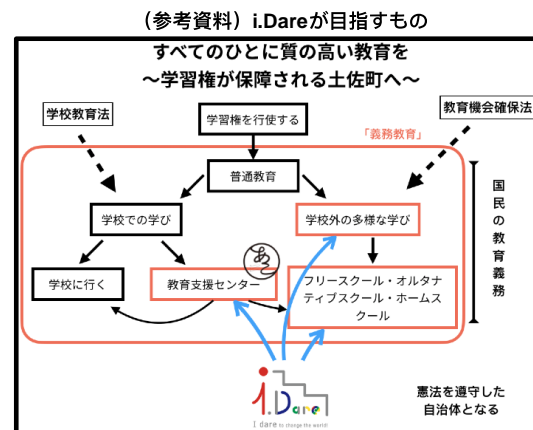 （参考資料）i.Dareが目指すもの
すべてのひとに質の高い教育を
〜学習権が保障される土佐町へ〜
学校教育法
学習権を行使する
教育機会確保法
「義務教育」
普通教育
学校での学び
学校外の多様な学び
国民の教育義務
学校に行く
教育支援センター
フリースクール・オルタナ
ティブスクール・ホームス
クール
i.Dare
I dare to change the world!
憲法を遵守した
自治体となる